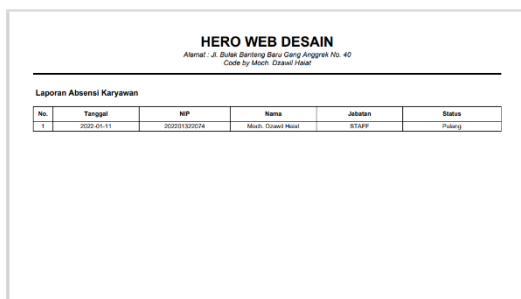 HERO WEB DESAIN
Alamat : Jl. Bulak Banteng Baru Gang Anggrek No. 40
Code by Moch. Dzawil Haiat
Laporan Absensi Karyawan
No. Tanggal NIP Nama Jabatan Status
1 2022-01-11 202201322074 Moch. Dzawil Haiat STAFF Pulang